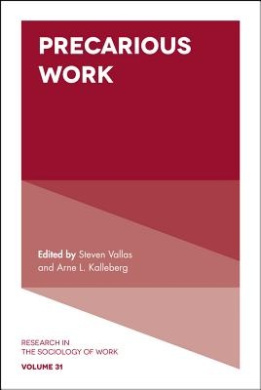 PRECARIOUS
WORK
Edited by Steven Vallas
and Arne L. Kalleberg
RESEARCH IN
THE SOCIOLOGY OF WORK
VOLUME 31